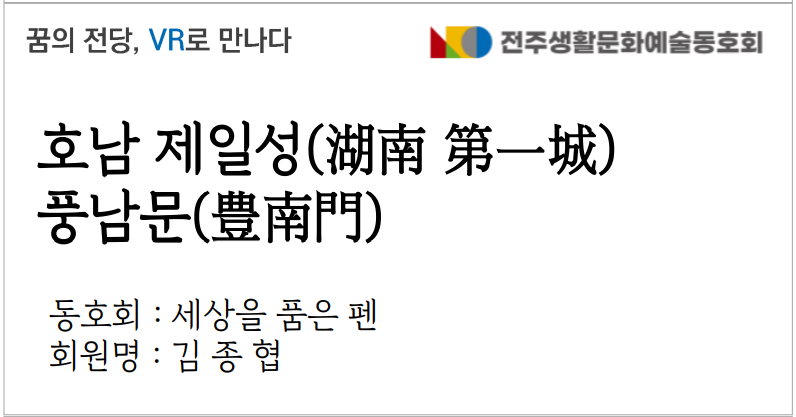 꿈의 전당, VR로 만나다
전주생활문화예술동호회
호남 제일성(湖南 第一城)
풍남문(豊南門)
동호회 : 세상을 품은 펜
회원명 : 김 종 협